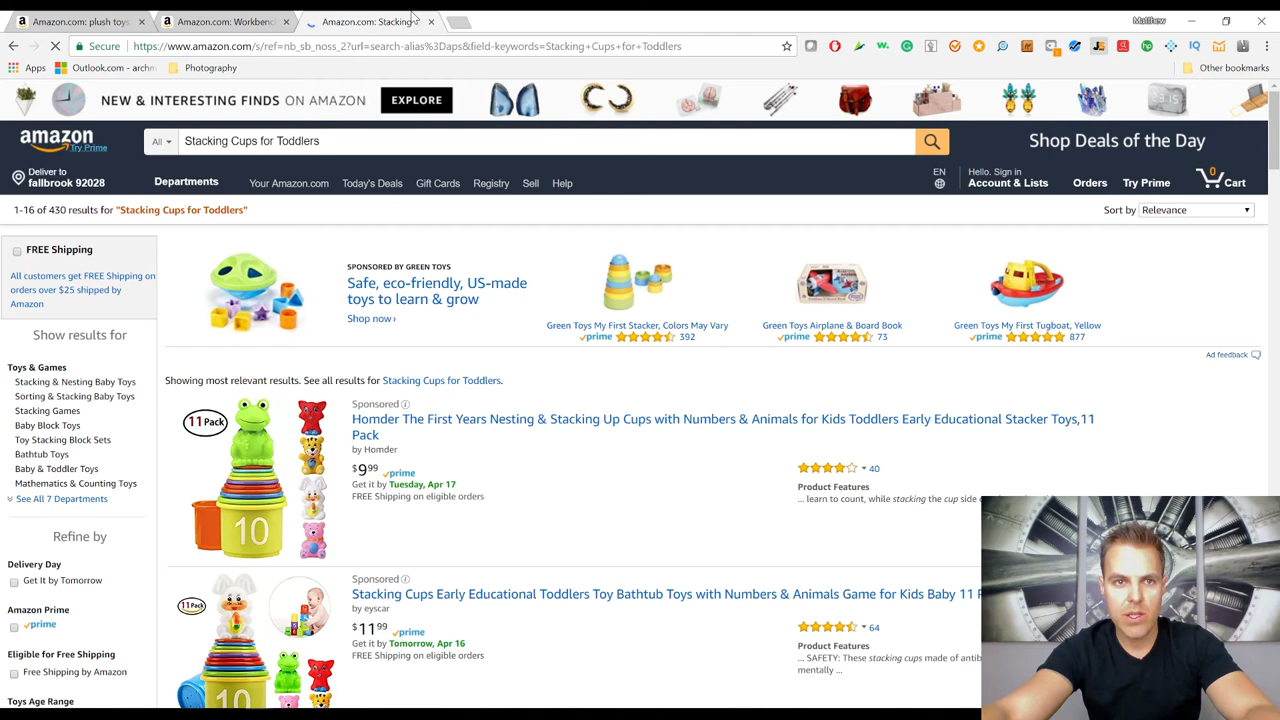 Amazon.com: plush toys
Amazon.com: Workbenc
Amazon.com: Stacking
Matthew
Secure
https://www.amazon.com/s/ref=nb_sb_noss_2?url=search-alias%3Daps&field-keywords=Stacking+Cups+for+Toddlers
Apps
Outlook.com - archm
Photography
Other bookmarks
NEW & INTERESTING FINDS ON AMAZON
EXPLORE
amazon
Try Prime
All
Stacking Cups for Toddlers
Shop Deals of the Day
Deliver to
fallbrook 92028
Departments
Your Amazon.com
Today's Deals
Gift Cards
Registry
Sell
Help
EN
Hello. Sign in
Account & Lists
Orders
Try Prime
0
Cart
1-16 of 430 results for "Stacking Cups for Toddlers"
Sort by
Relevance
FREE Shipping
All customers get FREE Shipping on
orders over $25 shipped by
Amazon
Show results for
Toys & Games
Stacking & Nesting Baby Toys
Sorting & Stacking Baby Toys
Stacking Games
Baby Block Toys
Toy Stacking Block Sets
Bathtub Toys
Baby & Toddler Toys
Mathematics & Counting Toys
See All 7 Departments
Refine by
Delivery Day
Get It by Tomorrow
Amazon Prime
prime
Eligible for Free Shipping
Free Shipping by Amazon
Toys Age Range
SPONSORED BY GREEN TOYS
Safe, eco-friendly, US-made
toys to learn & grow
Shop now ›
Green Toys My First Stacker, Colors May Vary
prime 392
Green Toys Airplane & Board Book
prime 73
Green Toys My First Tugboat, Yellow
prime 877
Ad feedback
Showing most relevant results. See all results for Stacking Cups for Toddlers.
11 Pack
10
Sponsored
Homder The First Years Nesting & Stacking Up Cups with Numbers & Animals for Kids Toddlers Early Educational Stacker Toys,11
Pack
by Homder
$9 99 prime
Get it by Tuesday, Apr 17
FREE Shipping on eligible orders
40
Product Features
... learn to count, while stacking the cup side
11 Pack
10
Sponsored
Stacking Cups Early Educational Toddlers Toy Bathtub Toys with Numbers & Animals Game for Kids Baby 11
by eyscar
$11 99 prime
Get it by Tomorrow, Apr 16
FREE Shipping on eligible orders
64
Product Features
... SAFETY: These stacking cups made of antib
mentally ...